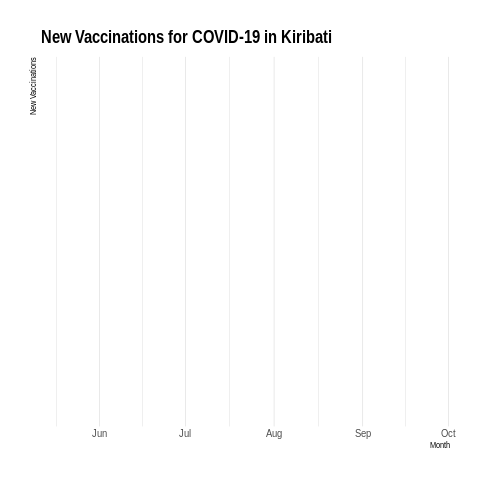 New Vaccinations for COVID-19 in Kiribati
New Vaccinations
Jun Jul Aug Sep Oct
Month